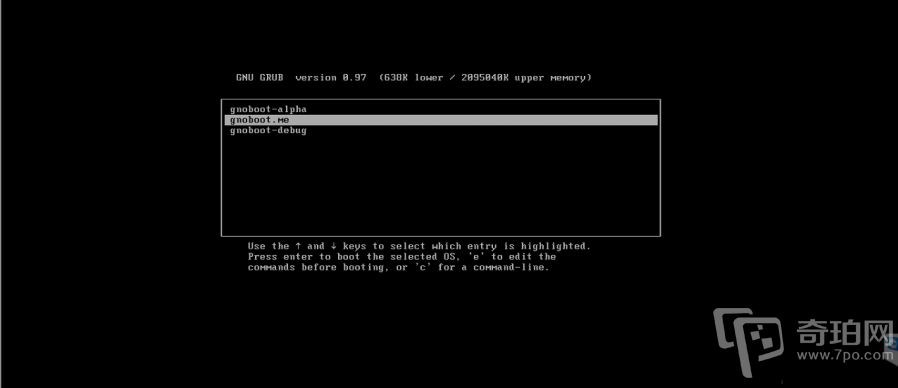 GNU GRUB version 0.97 (638K lower / 2095040K upper memory)
gnoboot-alpha
gnoboot.me
gnoboot-debug
Use the ↑ and ↓ keys to select which entry is highlighted.
Press enter to boot the selected OS, 'e' to edit the
commands before booting, or 'c' for a command-line.
奇珀网
www.7po.com